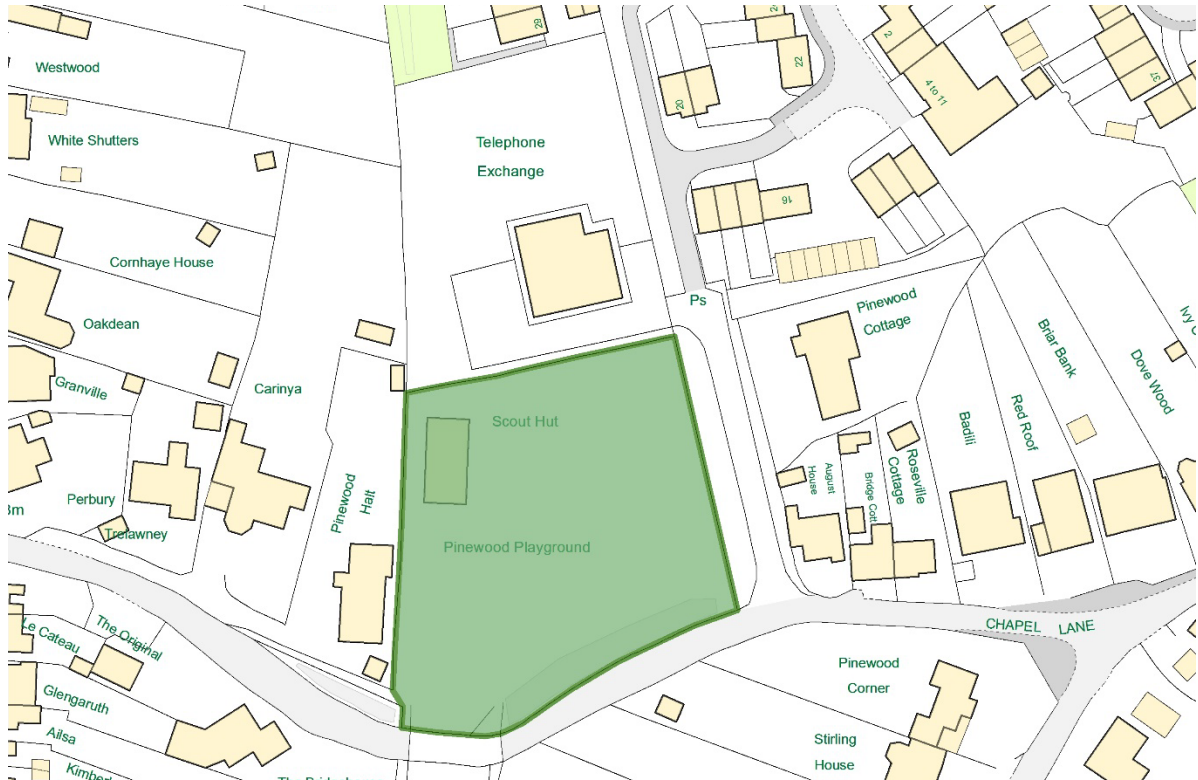 Westwood
White Shutters
Cornhaye House
Oakdean
Granville
Carinya
Perbury
Trelawney
Pinewood
Halt
Telephone
Exchange
29
20
22
2
4 to 11
37
16
Ps
Scout Hut
Pinewood Playground
Pinewood
Cottage
August
House
Bridge Cott
Roseville
Cottage
Badili
Red Roof
Briar Bank
Dove Wood
CHAPEL LANE
Pinewood
Corner
Stirling
House
Le Cateau
The Original
Glengaruth
Ailsa